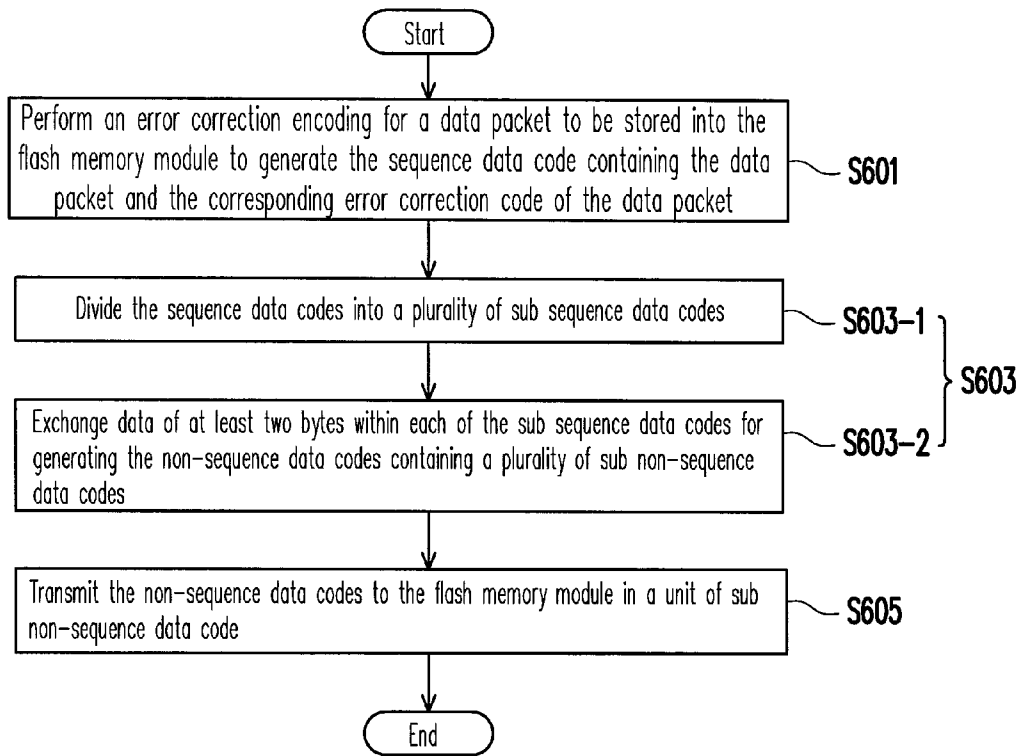 Start
Perform an error correction encoding for a data packet to be stored into the
flash memory module to generate the sequence data code containing the data
packet and the corresponding error correction code of the data packet
S601
Divide the sequence data codes into a plurality of sub sequence data codes
S603-1
S603
Exchange data of at least two bytes within each of the sub sequence data codes for
generating the non-sequence data codes containing a plurality of sub non-sequence
data codes
S603-2
Transmit the non-sequence data codes to the flash memory module in a unit of sub
non-sequence data code
S605
End